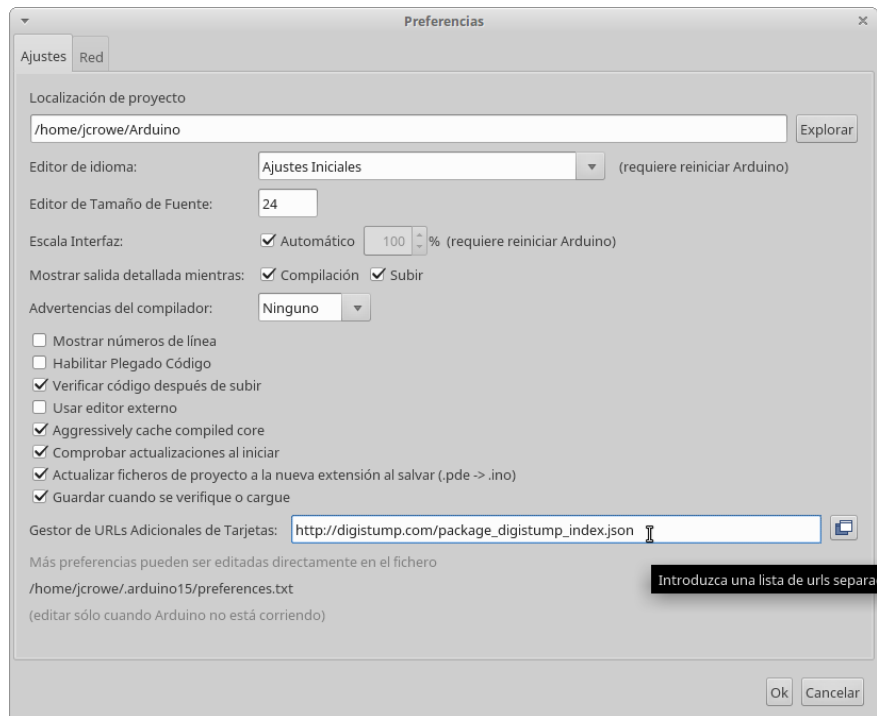 Preferencias
Ajustes Red
Localización de proyecto
/home/jcrowe/Arduino Explorar
Editor de idioma: Ajustes Iniciales (requiere reiniciar Arduino)
Editor de Tamaño de Fuente: 24
Escala Interfaz: Automático 100 % (requiere reiniciar Arduino)
Mostrar salida detallada mientras: Compilación Subir
Advertencias del compilador: Ninguno
Mostrar números de línea
Habilitar Plegado Código
Verificar código después de subir
Usar editor externo
Aggressively cache compiled core
Comprobar actualizaciones al iniciar
Actualizar ficheros de proyecto a la nueva extensión al salvar (.pde -> .ino)
Guardar cuando se verifique o cargue
Gestor de URLs Adicionales de Tarjetas: http://digistump.com/package_digistump_index.json
Más preferencias pueden ser editadas directamente en el fichero
Introduzca una lista de urls separa
/home/jcrowe/.arduino15/preferences.txt
(editar sólo cuando Arduino no está corriendo)
Ok Cancelar